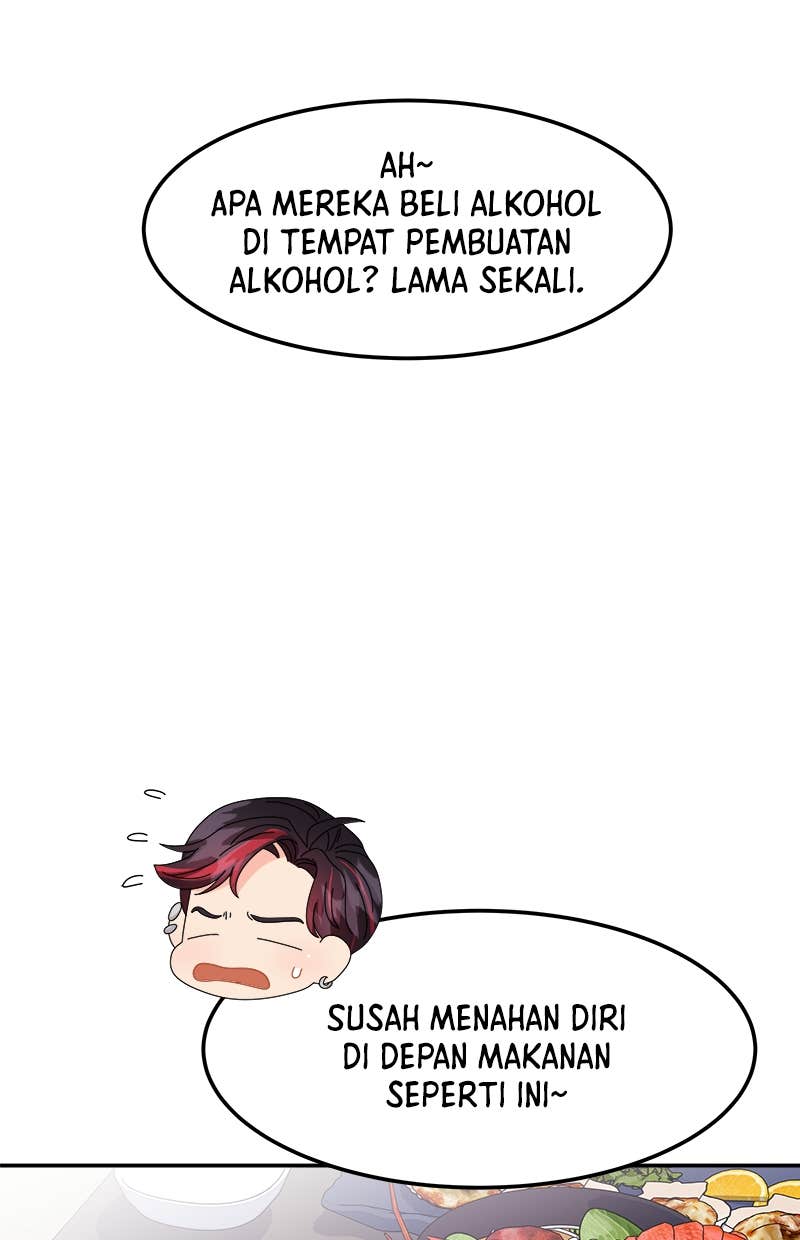 AH~
APA MEREKA BELI ALKOHOL
DI TEMPAT PEMBUATAN
ALKOHOL? LAMA SEKALI.
SUSAH MENAHAN DIRI
DI DEPAN MAKANAN
SEPERTI INI~